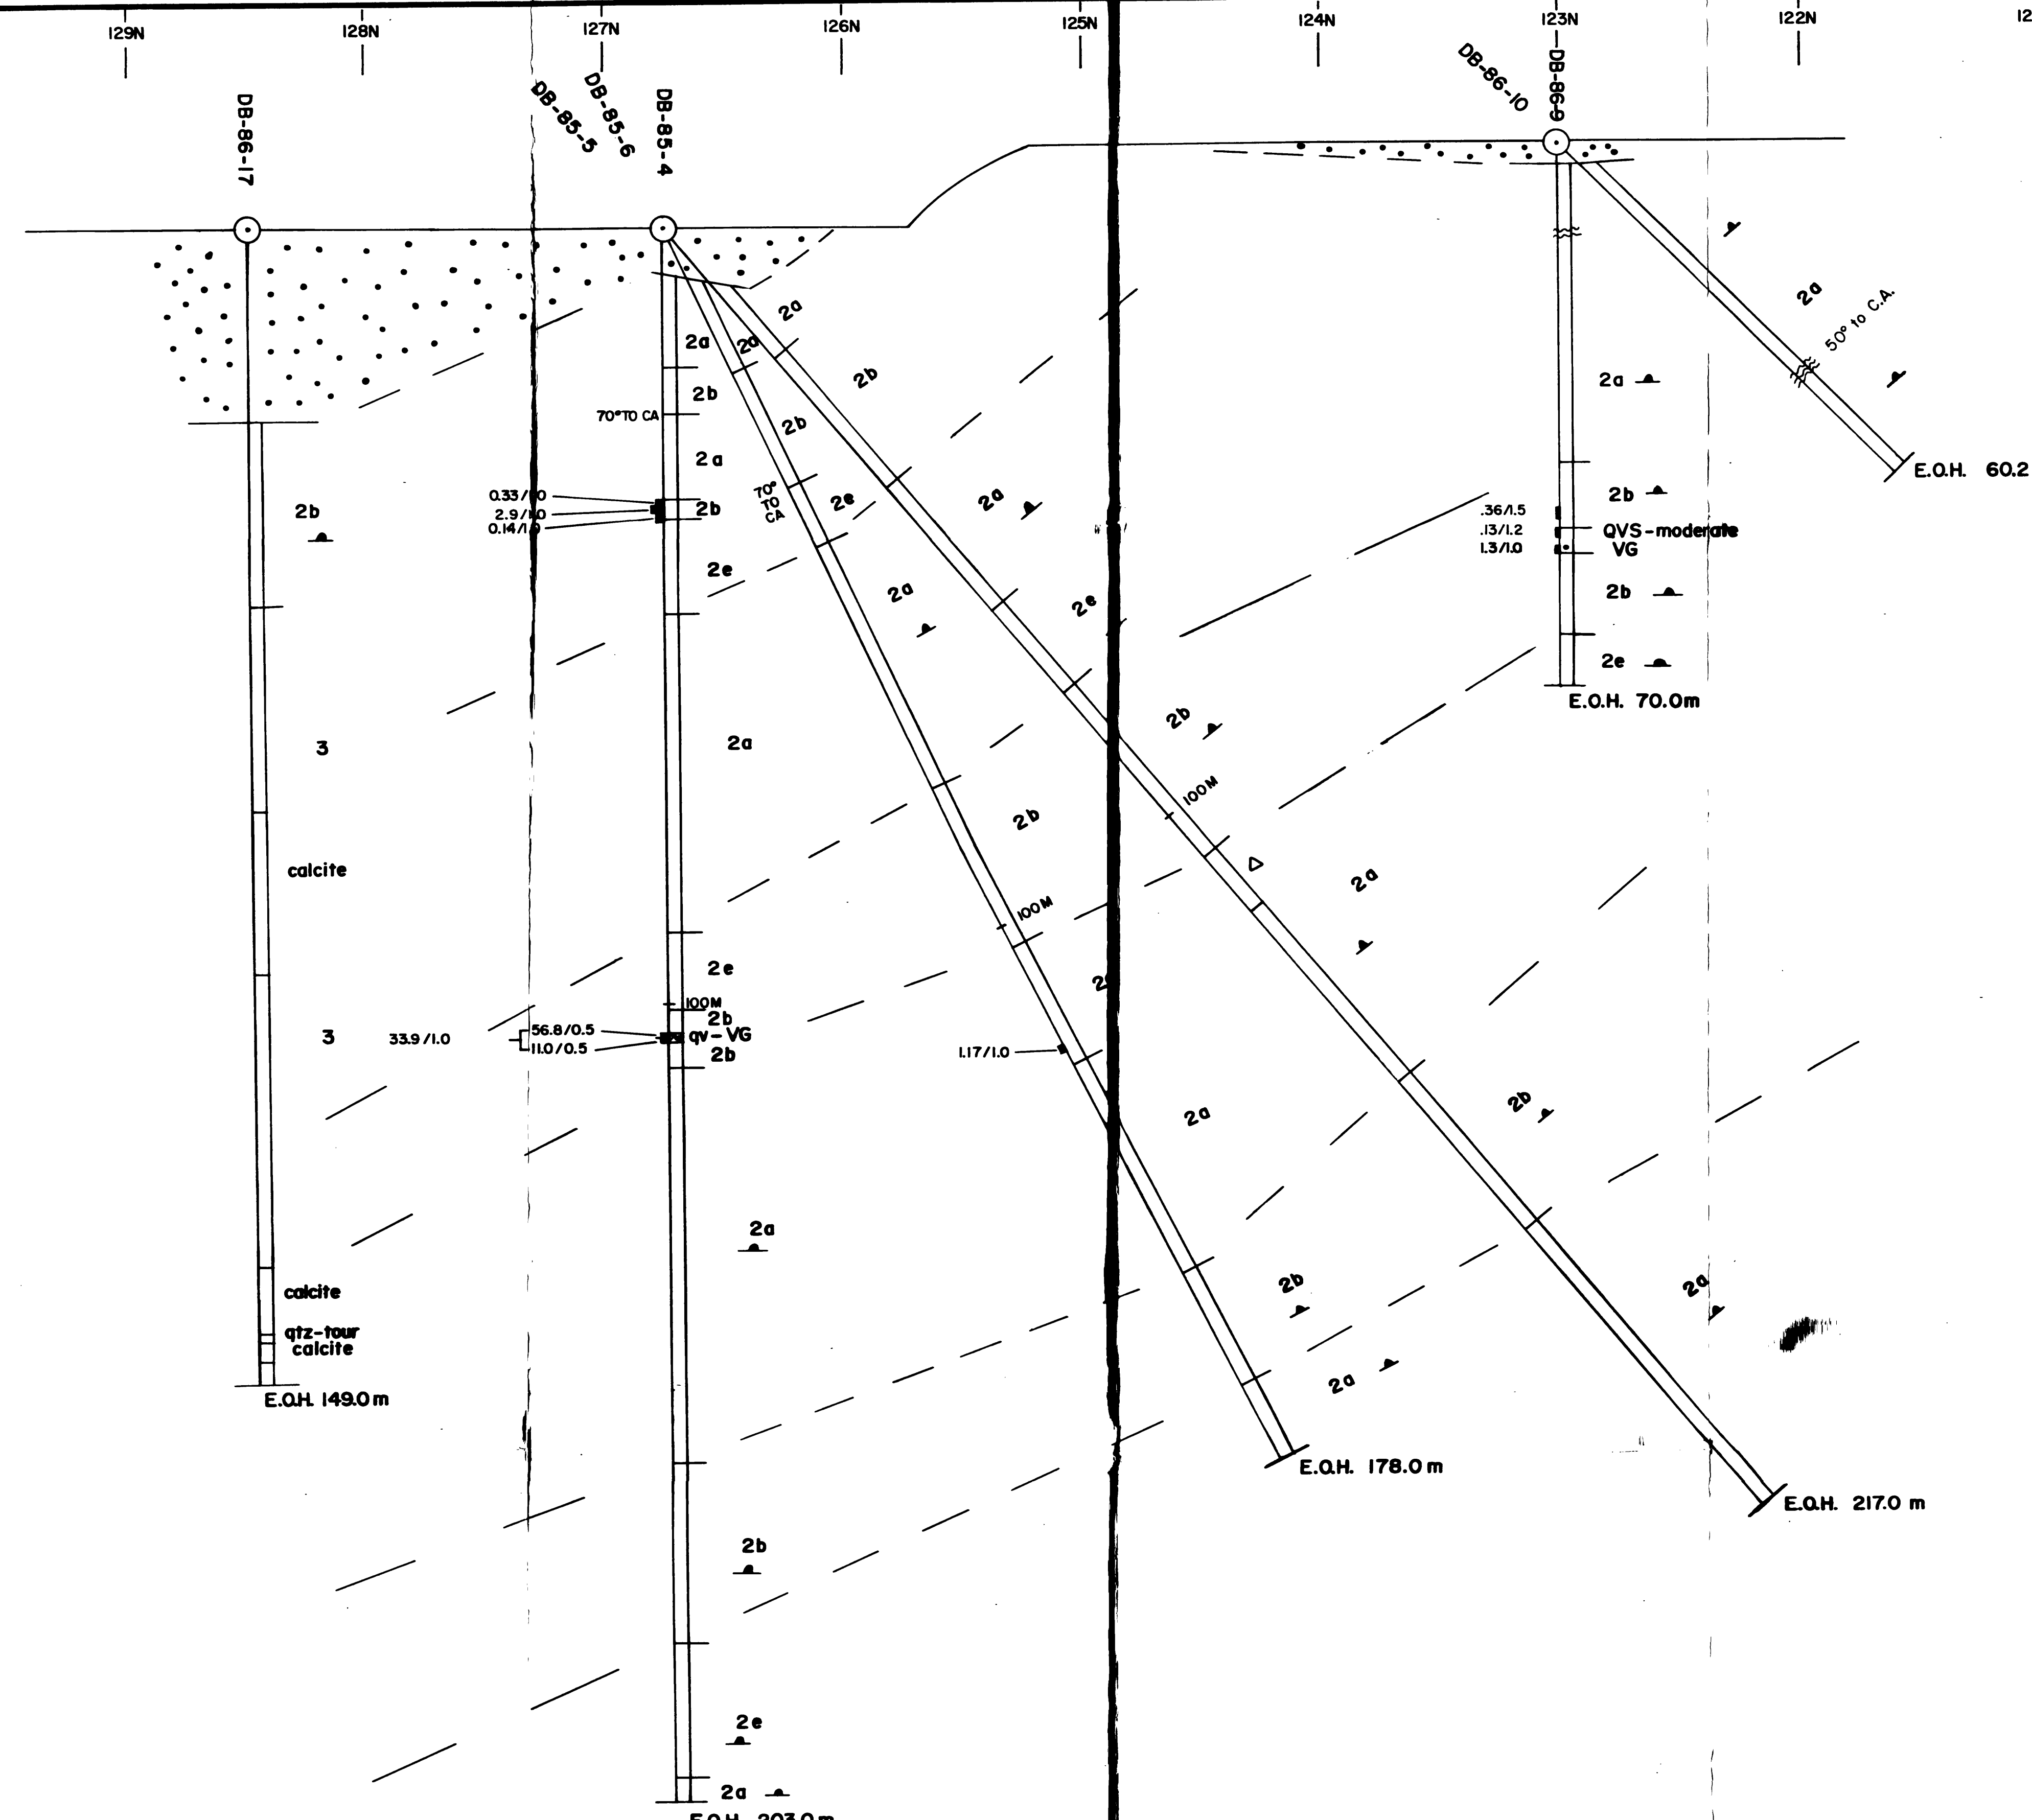 129N
128N
127N
126N
125N
124N
123N
122N
12
DB-86-17
DB-85-5
DB-85-6
DB-85-4
DB-86-10
DB-86-9
2b
3
calcite
3
calcite
qtz-tour
calcite
E.O.H. 149.0m
2a
2b
70°TO CA
2a
0.33/1.0
2.9/1.0
0.14/1.0
2b
2e
2a
2e
100M
2b
33.9/1.0
56.8/0.5
11.0/0.5
qv-VG
2b
2a
2b
2e
2a
E.O.H. 203.0m
2a
2b
70°
TO
CA
2e
2a
2b
100M
1.17/1.0
2a
2b
2a
E.O.H. 178.0m
2a
2b
2a
2e
2b
100M
2a
2b
2a
E.O.H. 217.0 m
2a
2b
.36/1.5
.13/1.2
1.3/1.0
QVS-moderate
VG
2b
2e
E.O.H. 70.0m
2a
50° to C.A.
E.O.H. 60.2